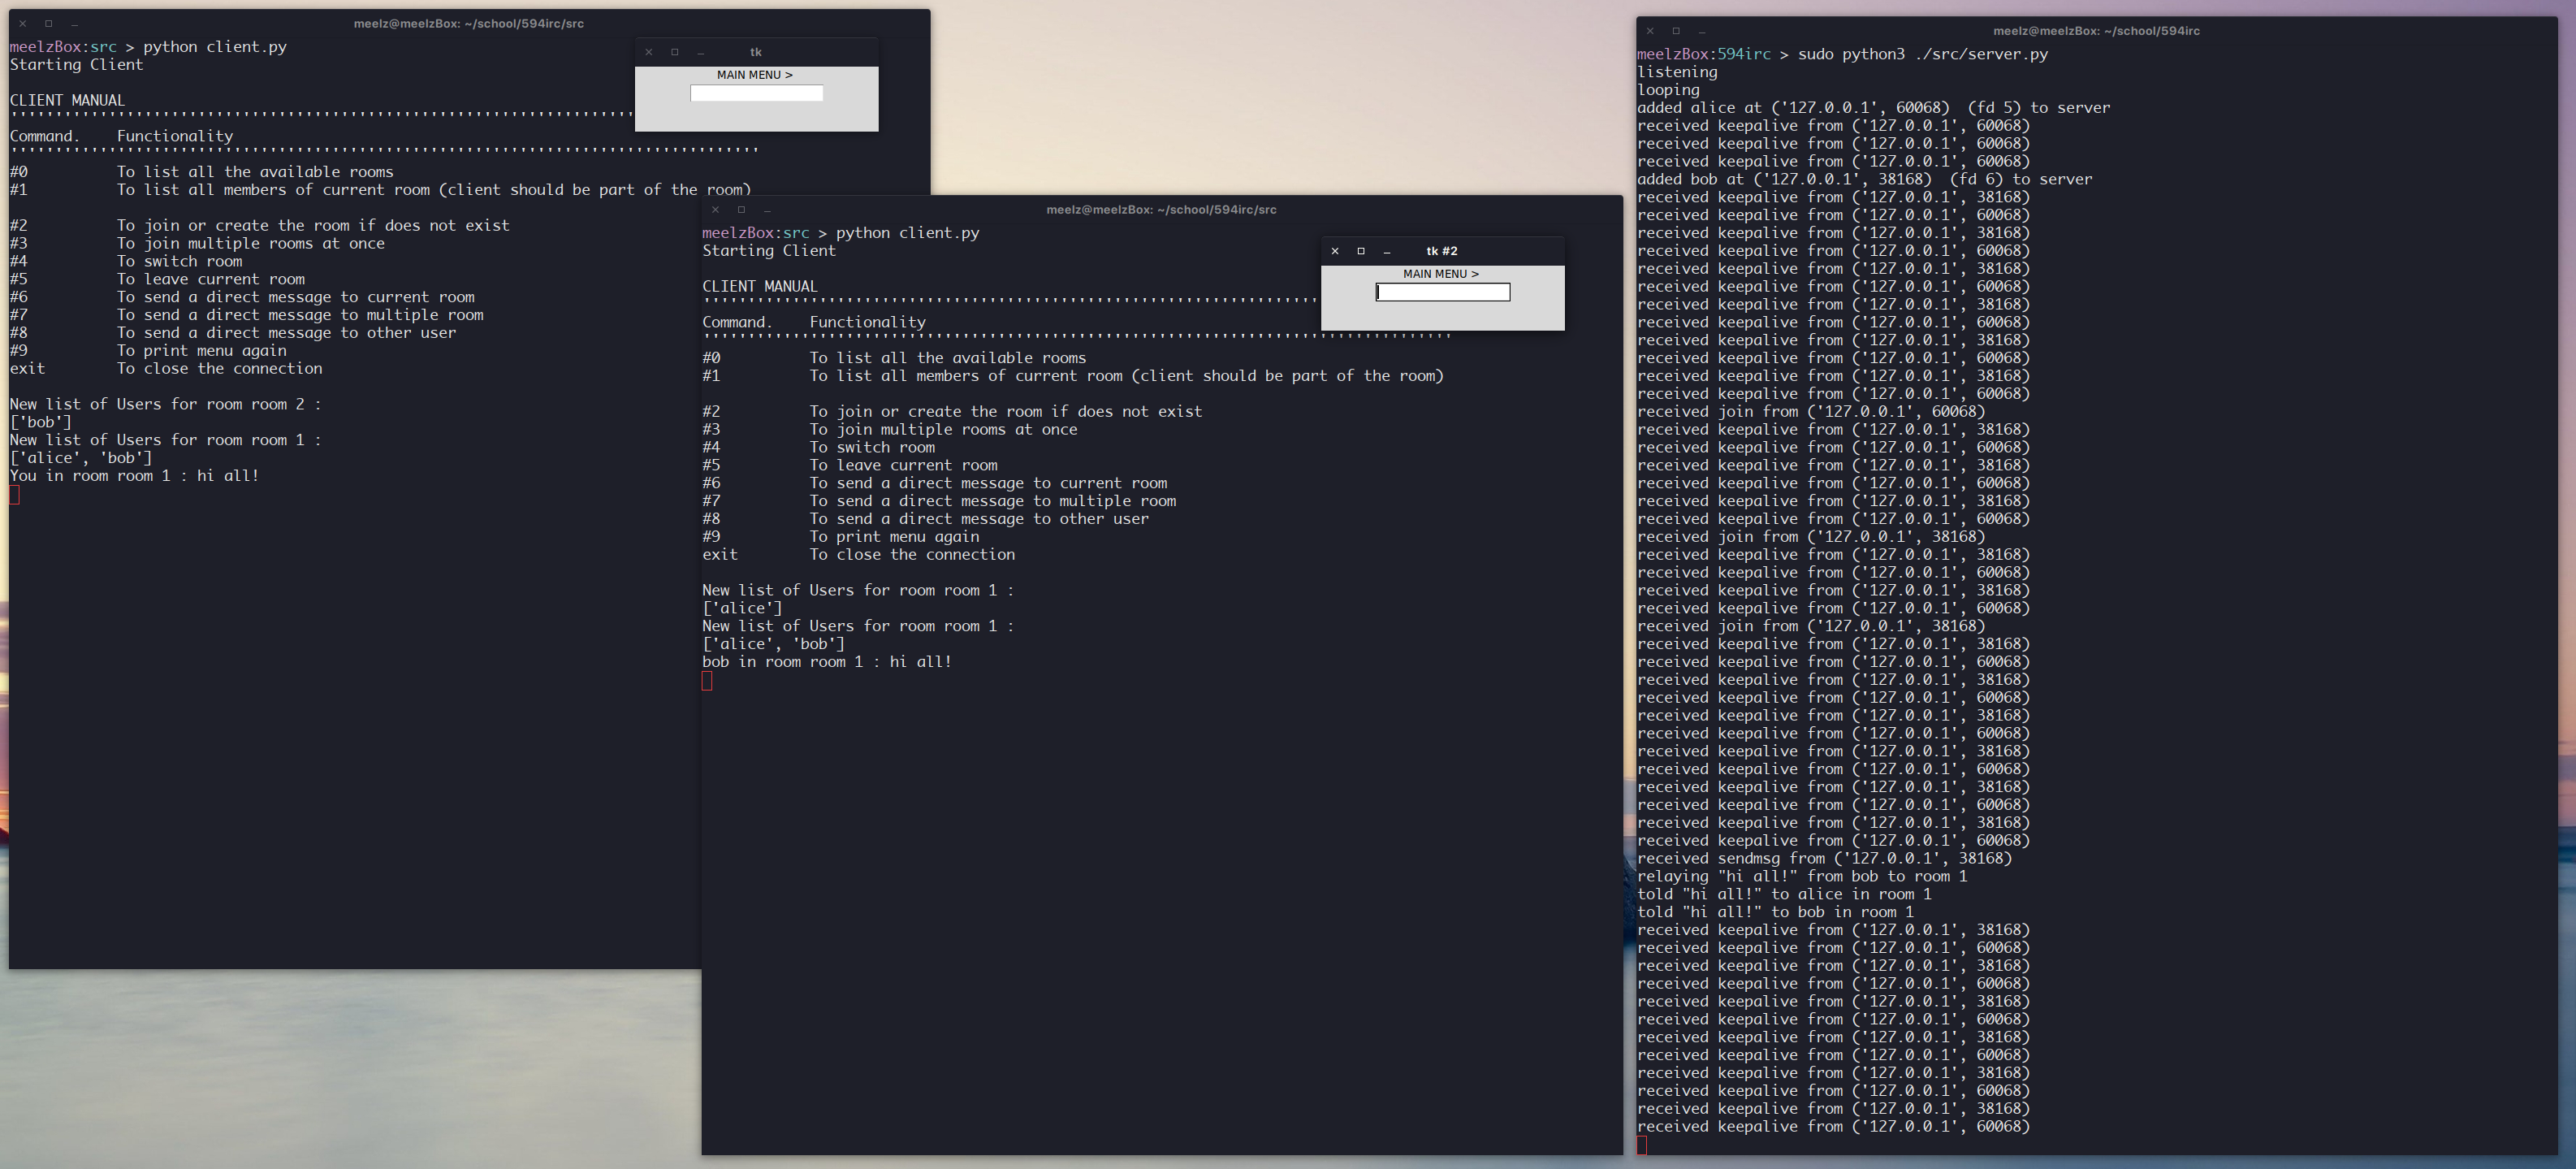 meelz@meelzBox: ~/school/594irc/src
meelzBox:src > python client.py
Starting Client
CLIENT MANUAL
''''''''''''''''''''''''''''''''''''''''''''''''''''''''''''''''''''''
Command.    Functionality
''''''''''''''''''''''''''''''''''''''''''''''''''''''''''''''''''''''''''''''''''''
#0          To list all the available rooms
#1          To list all members of current room (client should be part of the room)
#2          To join or create the room if does not exist
#3          To join multiple rooms at once
#4          To switch room
#5          To leave current room
#6          To send a direct message to current room
#7          To send a direct message to multiple room
#8          To send a direct message to other user
#9          To print menu again
exit        To close the connection
New list of Users for room room 2 :
['bob']
New list of Users for room room 1 :
['alice', 'bob']
You in room room 1 : hi all!
tk
MAIN MENU >
meelz@meelzBox: ~/school/594irc/src
meelzBox:src > python client.py
Starting Client
CLIENT MANUAL
'''''''''''''''''''''''''''''''''''''''''''''''''''''''''''''''''''''
Command.    Functionality
''''''''''''''''''''''''''''''''''''''''''''''''''''''''''''''''''''''''''''''''''''
#0          To list all the available rooms
#1          To list all members of current room (client should be part of the room)
#2          To join or create the room if does not exist
#3          To join multiple rooms at once
#4          To switch room
#5          To leave current room
#6          To send a direct message to current room
#7          To send a direct message to multiple room
#8          To send a direct message to other user
#9          To print menu again
exit        To close the connection
New list of Users for room room 1 :
['alice']
New list of Users for room room 1 :
['alice', 'bob']
bob in room room 1 : hi all!
tk #2
MAIN MENU >
meelz@meelzBox: ~/school/594irc
meelzBox:594irc > sudo python3 ./src/server.py
listening
looping
added alice at ('127.0.0.1', 60068)  (fd 5) to server
received keepalive from ('127.0.0.1', 60068)
received keepalive from ('127.0.0.1', 60068)
received keepalive from ('127.0.0.1', 60068)
added bob at ('127.0.0.1', 38168)  (fd 6) to server
received keepalive from ('127.0.0.1', 38168)
received keepalive from ('127.0.0.1', 60068)
received keepalive from ('127.0.0.1', 38168)
received keepalive from ('127.0.0.1', 60068)
received keepalive from ('127.0.0.1', 38168)
received keepalive from ('127.0.0.1', 60068)
received keepalive from ('127.0.0.1', 38168)
received keepalive from ('127.0.0.1', 60068)
received keepalive from ('127.0.0.1', 38168)
received keepalive from ('127.0.0.1', 60068)
received keepalive from ('127.0.0.1', 38168)
received keepalive from ('127.0.0.1', 60068)
received join from ('127.0.0.1', 60068)
received keepalive from ('127.0.0.1', 38168)
received keepalive from ('127.0.0.1', 60068)
received keepalive from ('127.0.0.1', 38168)
received keepalive from ('127.0.0.1', 60068)
received keepalive from ('127.0.0.1', 38168)
received keepalive from ('127.0.0.1', 60068)
received join from ('127.0.0.1', 38168)
received keepalive from ('127.0.0.1', 38168)
received keepalive from ('127.0.0.1', 60068)
received keepalive from ('127.0.0.1', 38168)
received keepalive from ('127.0.0.1', 60068)
received join from ('127.0.0.1', 38168)
received keepalive from ('127.0.0.1', 38168)
received keepalive from ('127.0.0.1', 60068)
received keepalive from ('127.0.0.1', 38168)
received keepalive from ('127.0.0.1', 60068)
received keepalive from ('127.0.0.1', 38168)
received keepalive from ('127.0.0.1', 60068)
received keepalive from ('127.0.0.1', 38168)
received keepalive from ('127.0.0.1', 60068)
received keepalive from ('127.0.0.1', 38168)
received keepalive from ('127.0.0.1', 60068)
received keepalive from ('127.0.0.1', 38168)
received keepalive from ('127.0.0.1', 60068)
received sendmsg from ('127.0.0.1', 38168)
relaying "hi all!" from bob to room 1
told "hi all!" to alice in room 1
told "hi all!" to bob in room 1
received keepalive from ('127.0.0.1', 38168)
received keepalive from ('127.0.0.1', 60068)
received keepalive from ('127.0.0.1', 38168)
received keepalive from ('127.0.0.1', 60068)
received keepalive from ('127.0.0.1', 38168)
received keepalive from ('127.0.0.1', 60068)
received keepalive from ('127.0.0.1', 38168)
received keepalive from ('127.0.0.1', 60068)
received keepalive from ('127.0.0.1', 38168)
received keepalive from ('127.0.0.1', 60068)
received keepalive from ('127.0.0.1', 38168)
received keepalive from ('127.0.0.1', 60068)